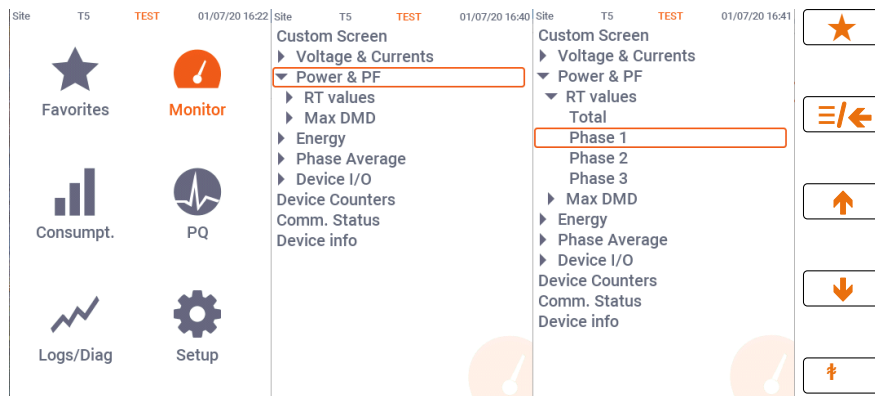 Site T5 TEST 01/07/20 16:22
Favorites Monitor
Consumpt. PQ
Logs/Diag Setup
Site T5 TEST 01/07/20 16:40
Custom Screen
Voltage & Currents
Power & PF
RT values
Max DMD
Energy
Phase Average
Device I/O
Device Counters
Comm. Status
Device info
Site T5 TEST 01/07/20 16:41
Custom Screen
Voltage & Currents
Power & PF
RT values
Total
Phase 1
Phase 2
Phase 3
Max DMD
Energy
Phase Average
Device I/O
Device Counters
Comm. Status
Device info